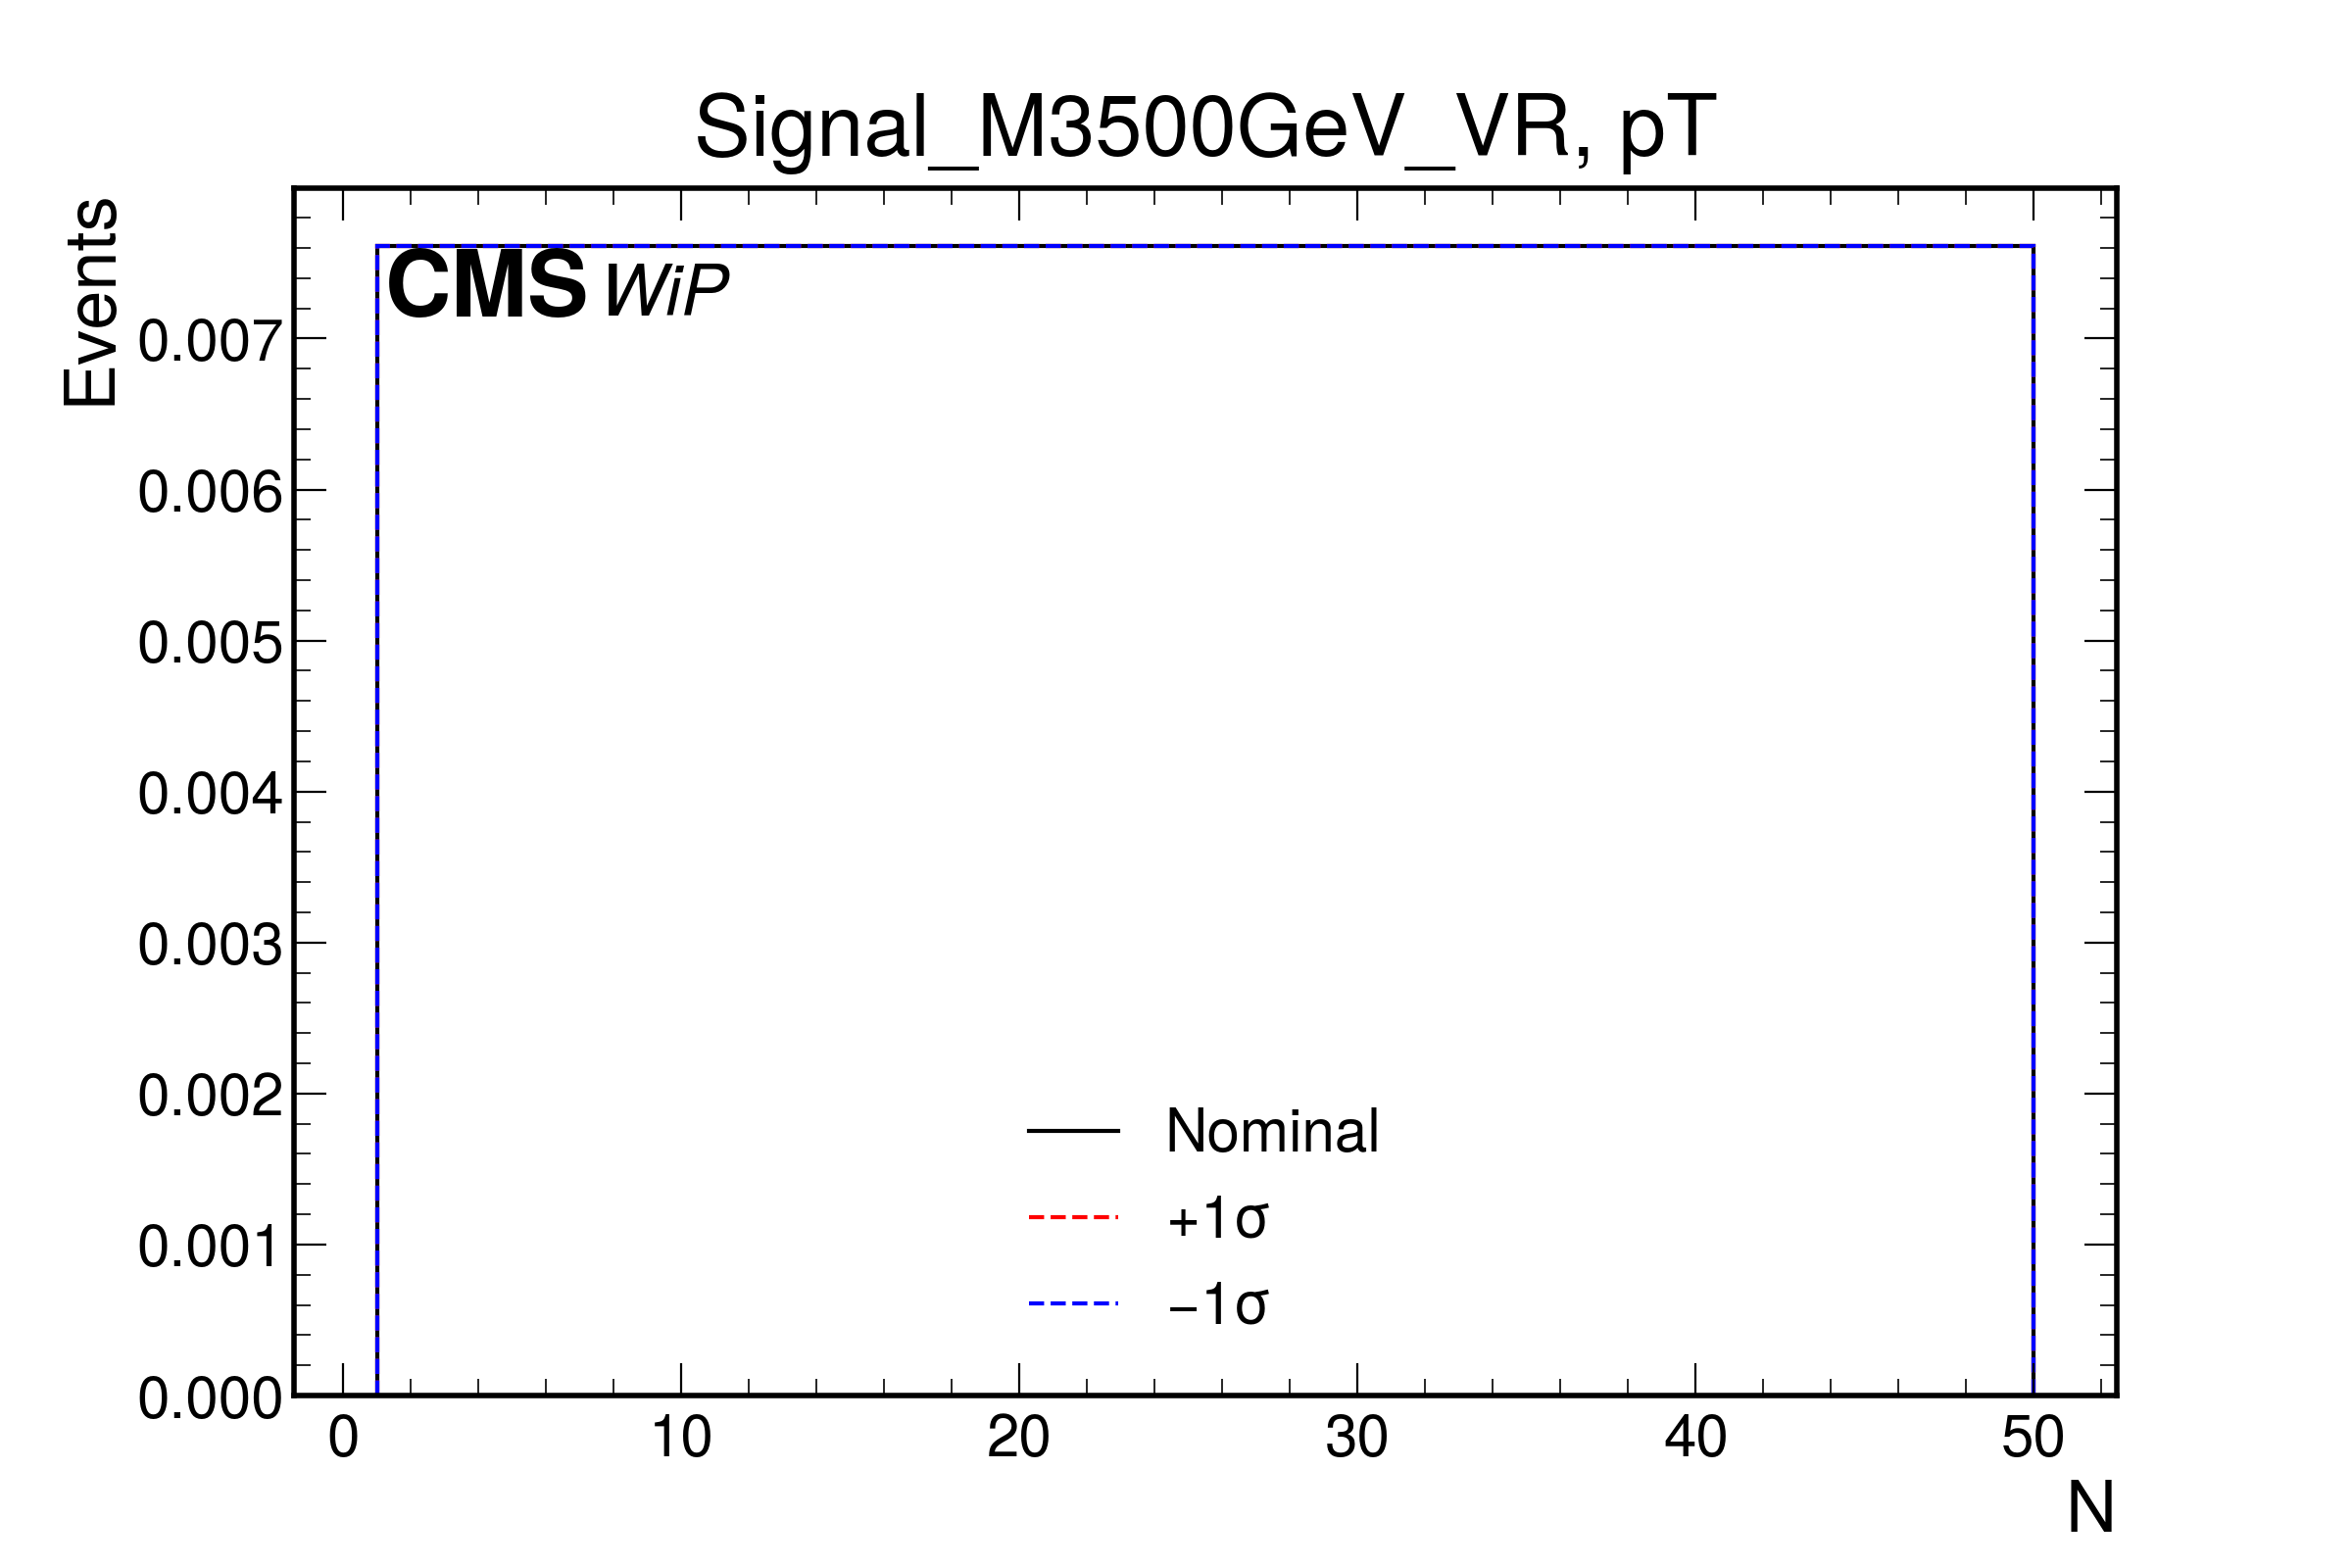 Signal_M3500GeV_VR, pT
Events
CMS WiP
0.007
0.006
0.005
0.004
0.003
0.002
0.001
0.000
Nominal
+1σ
−1σ
0 10 20 30 40 50
N